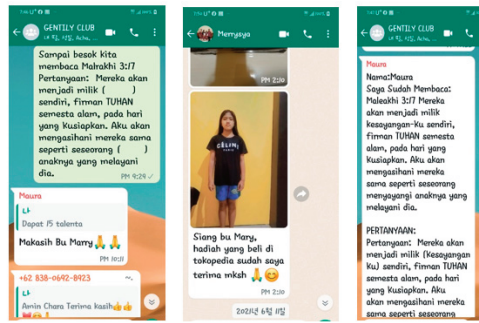 GENTILY CLUB
Sampai besok kita
membaca Malrakhi 3:17
Pertanyaan: Mereka akan
menjadi milik ( )
sendiri, firman TUHAN
semesta alam, pada hari
yang Kusiapkan. Aku akan
mengasihani mereka sama
seperti seseorang ( )
anaknya yang melayani
dia.
PM 9:29
Maura
Dapat 15 talenta
Makasih Bu Marry🙏🙏
PM 10:11
+62 838-0692-8923
Amin Chara Terima kasih👍👍
Memysya
PM 2:10
CELINE
Siang bu Mary,
hadiah yang beli di
tokopedia sudah saya
terima mksh 🙏😊
PM 2:10
2021년 6월 11일
GENTILY CLUB
Maura
Nama:Maura
Saya Sudah Membaca:
Maleakhi 3:17 Mereka
akan menjadi milik
kesayangan-Ku sendiri,
firman TUHAN semesta
alam, pada hari yang
Kusiapkan. Aku akan
mengasihani mereka
sama seperti seseorang
menyayangi anaknya yang
melayani dia.
PERTANYAAN:
Pertanyaan: Mereka akan
menjadi milik (Kesayangan
Ku) sendiri, firman TUHAN
semesta alam, pada hari
yang Kusiapkan. Aku
akan mengasihani mereka
sama seperti seseorang